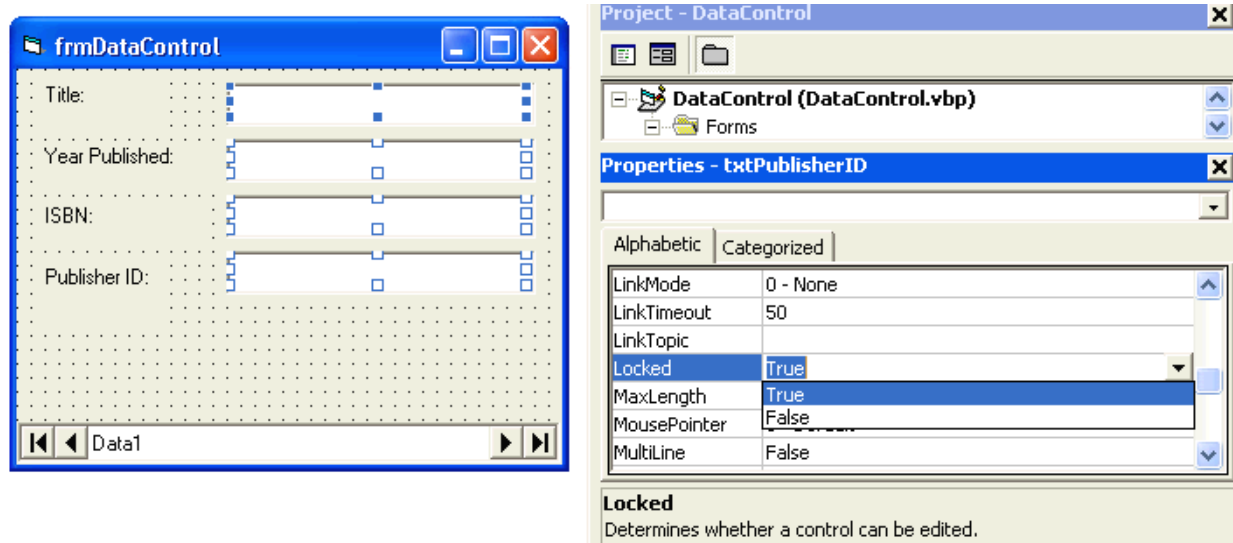 frmDataControl
Title:
Year Published:
ISBN:
Publisher ID:
Data1
Project - DataControl
DataControl (DataControl.vbp)
Forms
Properties - txtPublisherID
Alphabetic Categorized
LinkMode 0 - None
LinkTimeout 50
LinkTopic
Locked True
MaxLength True
MousePointer False
MultiLine False
Locked
Determines whether a control can be edited.